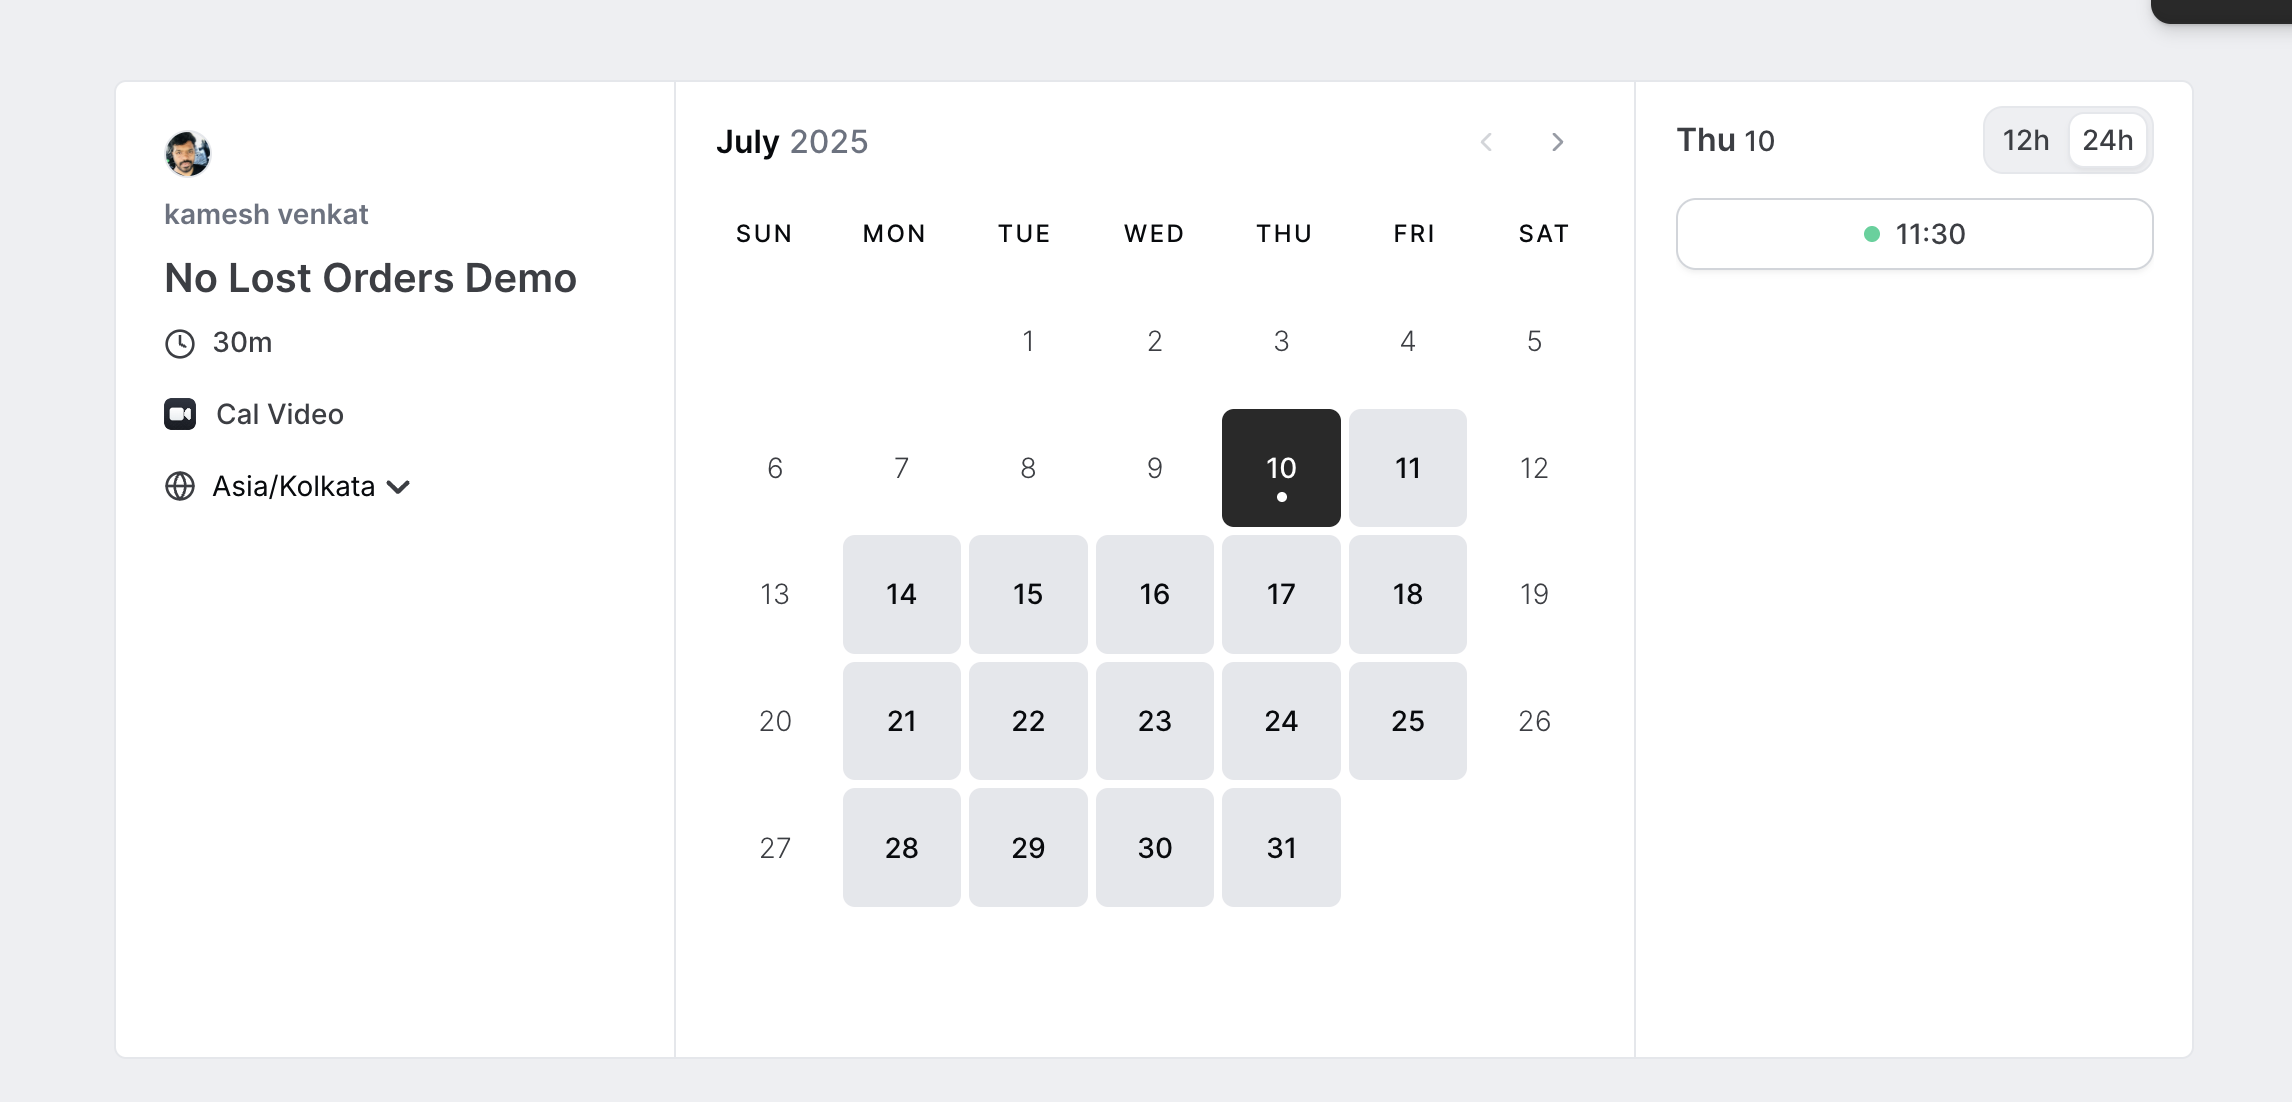 kamesh venkat
No Lost Orders Demo
30m
Cal Video
Asia/Kolkata
July 2025
SUN MON TUE WED THU FRI SAT
1 2 3 4 5
6 7 8 9 10 11 12
13 14 15 16 17 18 19
20 21 22 23 24 25 26
27 28 29 30 31
Thu 10
12h 24h
11:30